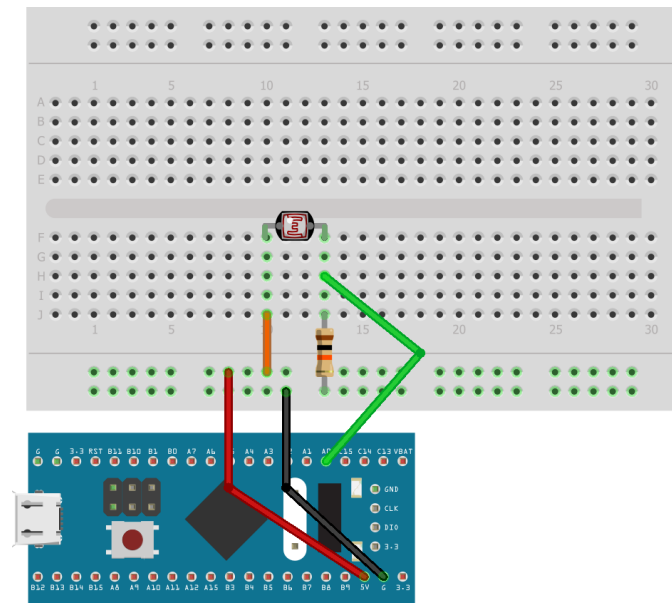 1 5 10 15 20 25 30
A
B
C
D
E
F
G
H
I
J
1 5 15 20 25 30
G G 3-3 RST B11 B10 B1 B0 A7 A6 A4 A3 A1 A0 C15 C14 C13 VBAT
GND
CLK
DIO
3-3
B12 B13 B14 B15 A8 A9 A10 A11 A12 A15 B3 B4 B5 B6 B7 B8 B9 5V G 3-3